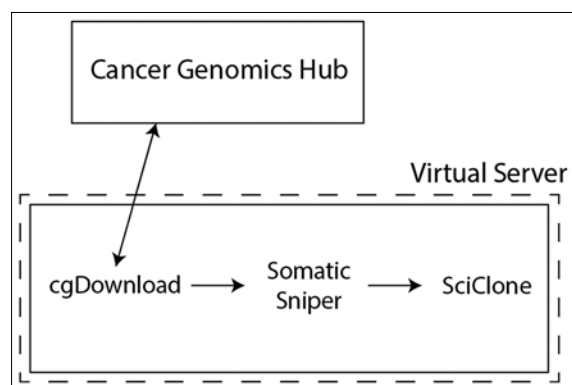 Cancer Genomics Hub
Virtual Server
cgDownload
Somatic
Sniper
SciClone